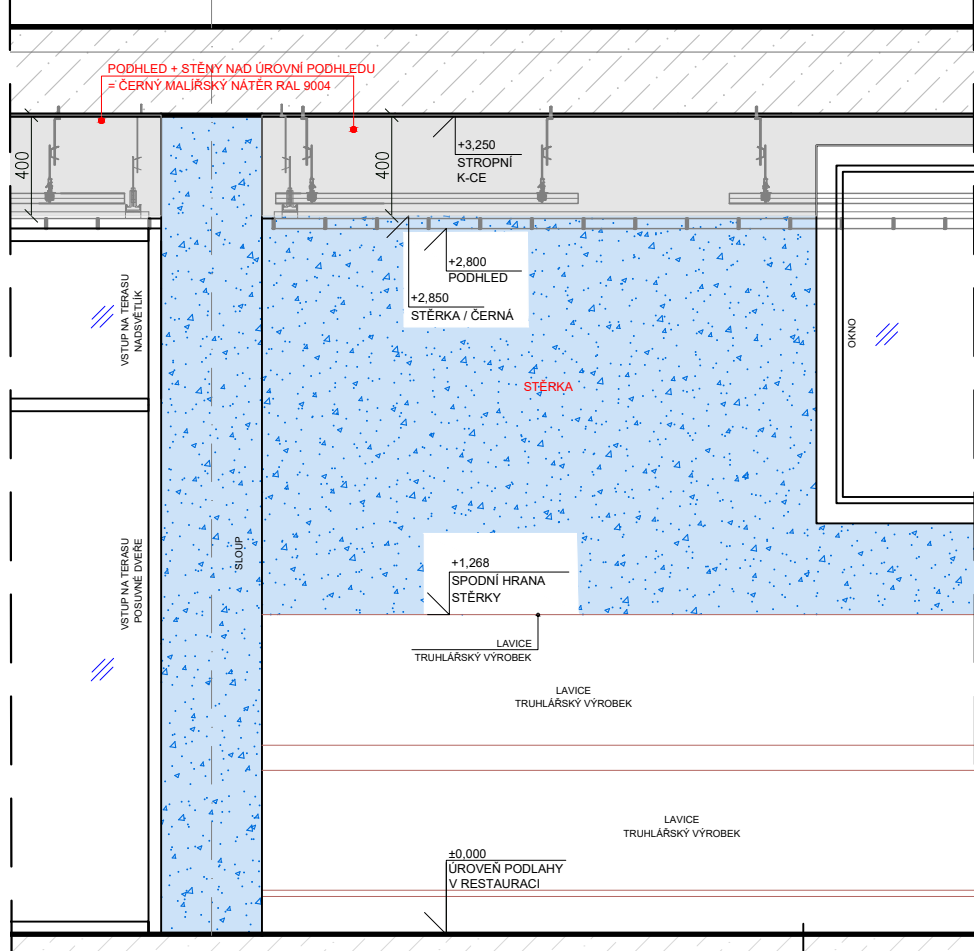 PODHLED + STĚNY NAD ÚROVNÍ PODHLEDU
= ČERNÝ MALÍŘSKÝ NÁTĚR RAL 9004
400
400
+3,250
STROPNÍ
K-CE
+2,800
PODHLED
+2,850
STĚRKA / ČERNÁ
VSTUP NA TERASU
NADSVĚTLÍK
OKNO
STĚRKA
SLOUP
VSTUP NA TERASU
POSUVNÉ DVEŘE
+1,268
SPODNÍ HRANA
STĚRKY
LAVICE
TRUHLÁŘSKÝ VÝROBEK
LAVICE
TRUHLÁŘSKÝ VÝROBEK
LAVICE
TRUHLÁŘSKÝ VÝROBEK
±0,000
ÚROVEŇ PODLAHY
V RESTAURACI